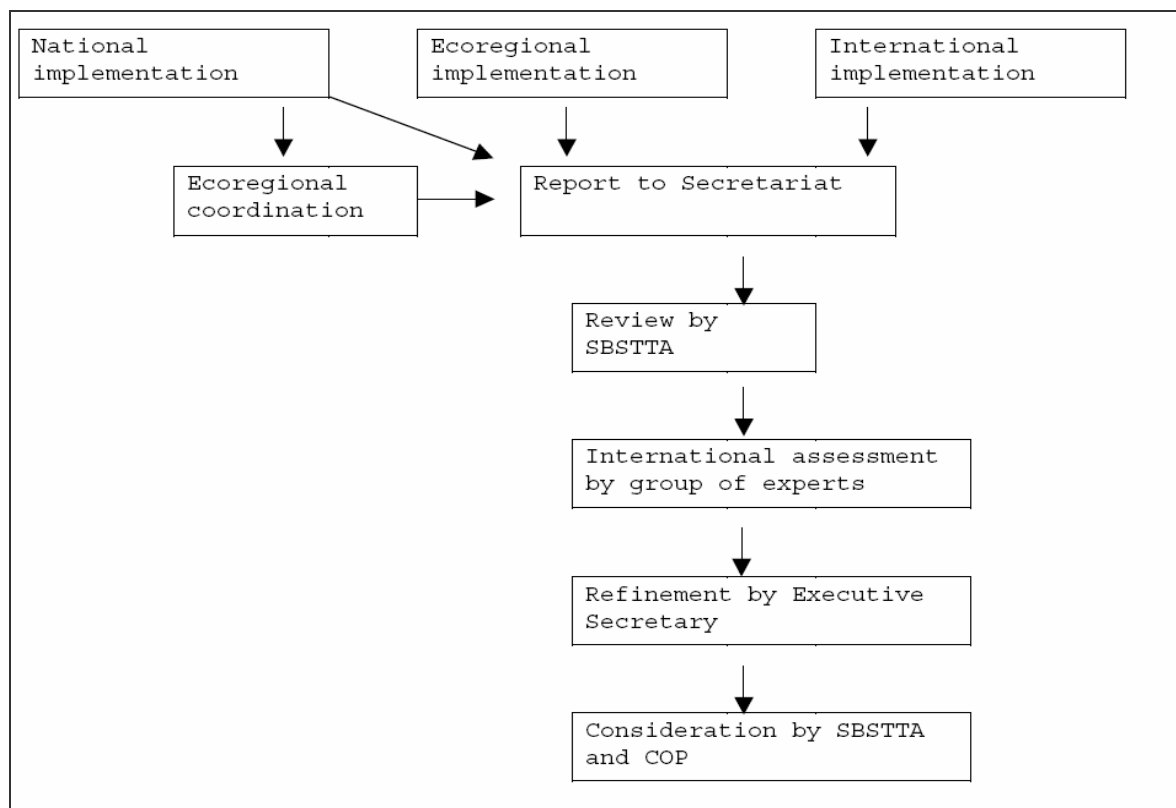 National
implementation
Ecoregional
implementation
International
implementation
Ecoregional
coordination
Report to Secretariat
Review by
SBSTTA
International assessment
by group of experts
Refinement by Executive
Secretary
Consideration by SBSTTA
and COP